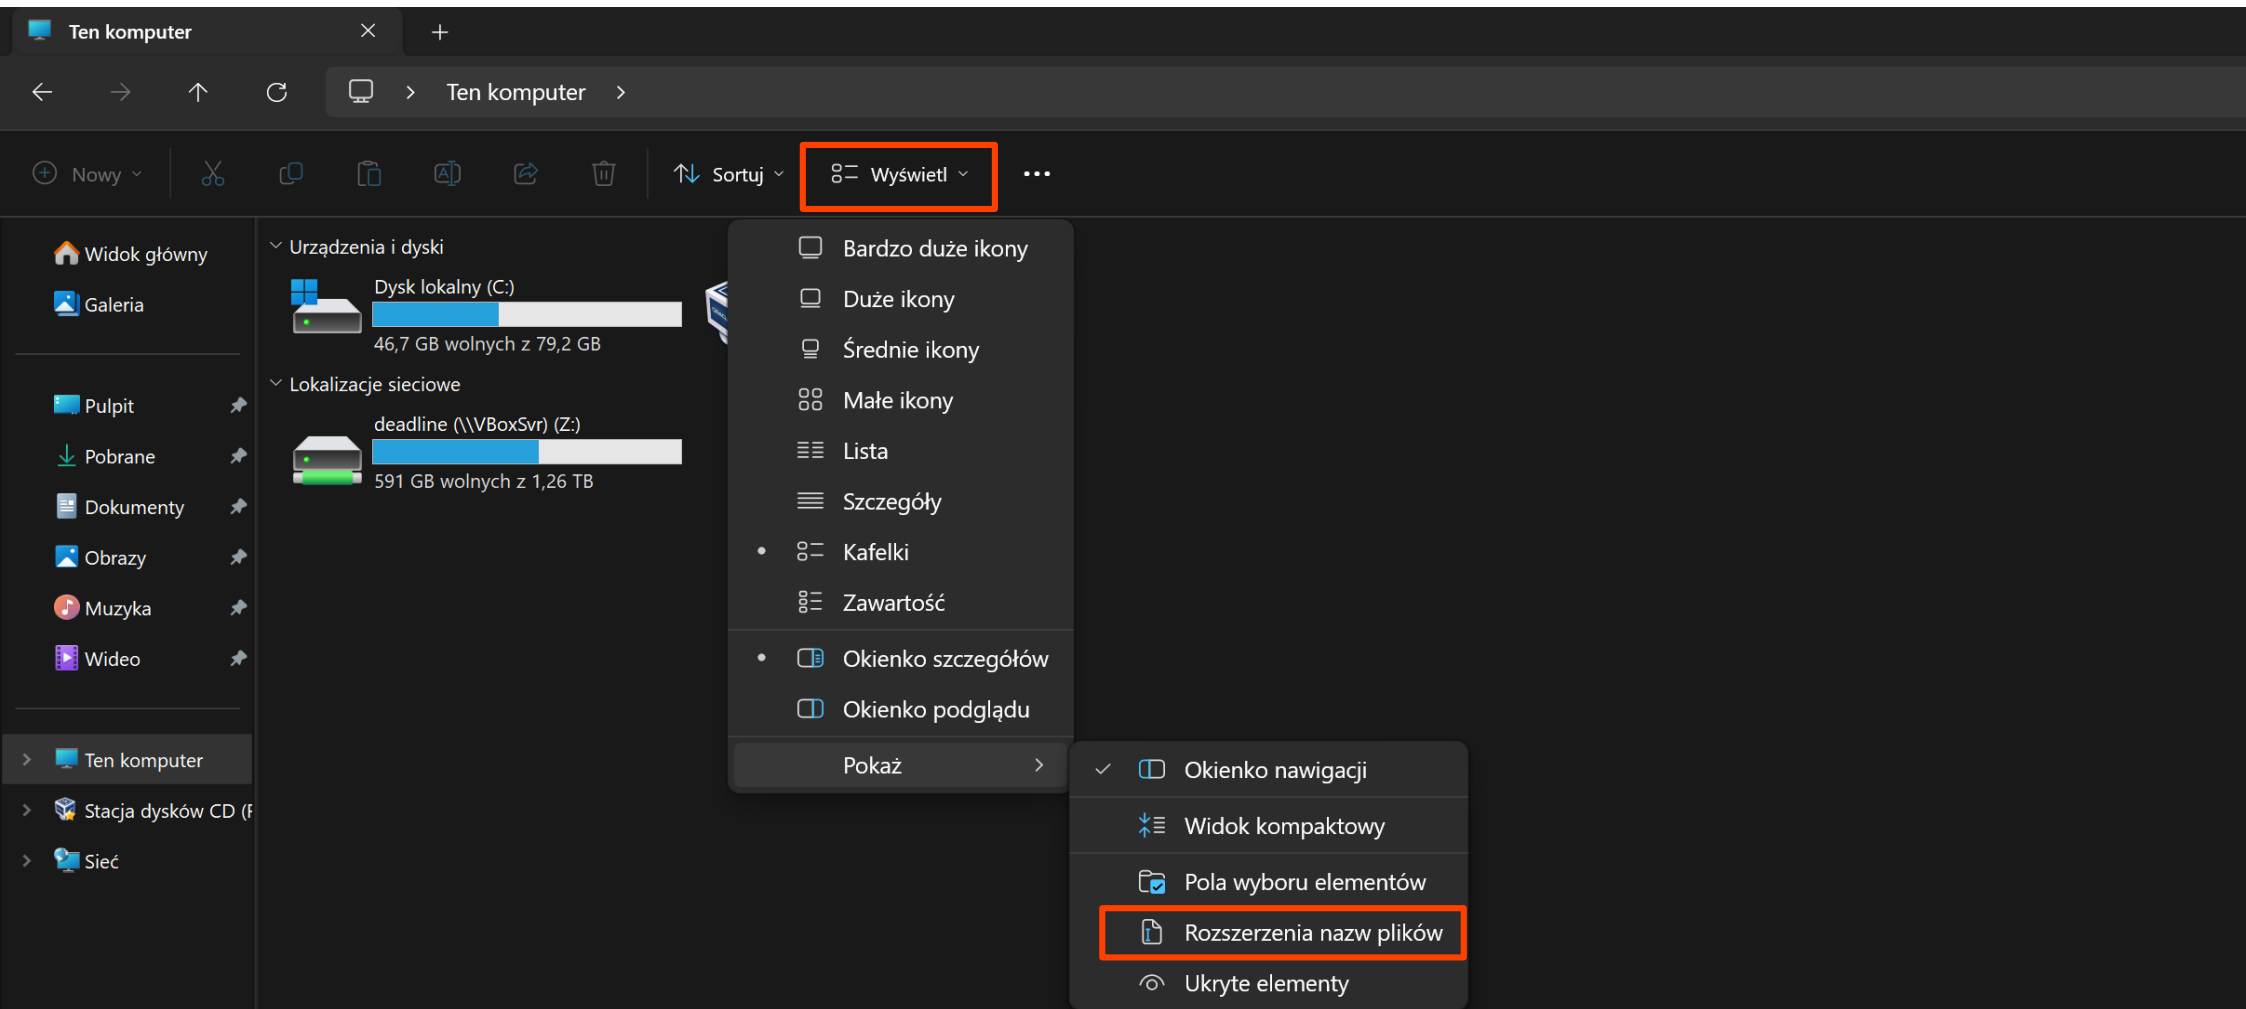 Ten komputer
Ten komputer
Nowy
Sortuj
Wyświetl
Widok główny
Galeria
Pulpit
Pobrane
Dokumenty
Obrazy
Muzyka
Wideo
Ten komputer
Stacja dysków CD (
Sieć
Urządzenia i dyski
Dysk lokalny (C:)
46,7 GB wolnych z 79,2 GB
Lokalizacje sieciowe
deadline (\\VBoxSvr) (Z:)
591 GB wolnych z 1,26 TB
Bardzo duże ikony
Duże ikony
Średnie ikony
Małe ikony
Lista
Szczegóły
Kafelki
Zawartość
Okienko szczegółów
Okienko podglądu
Pokaż
Okienko nawigacji
Widok kompaktowy
Pola wyboru elementów
Rozszerzenia nazw plików
Ukryte elementy